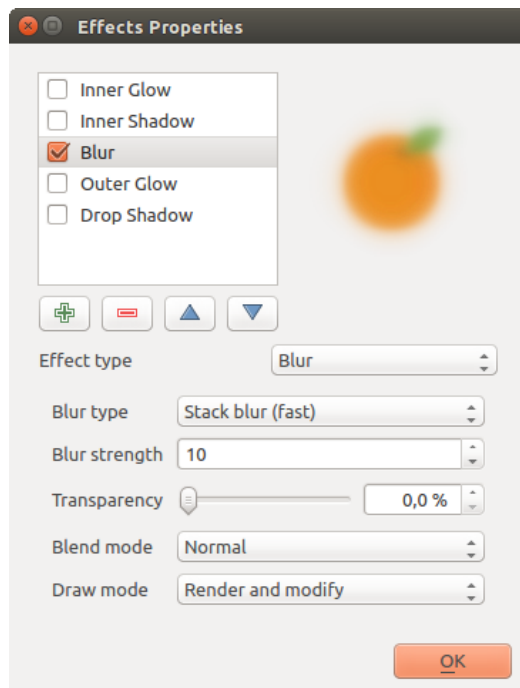 Effects Properties
Inner Glow
Inner Shadow
Blur
Outer Glow
Drop Shadow
Effect type
Blur
Blur type
Stack blur (fast)
Blur strength
10
Transparency
0,0 %
Blend mode
Normal
Draw mode
Render and modify
OK